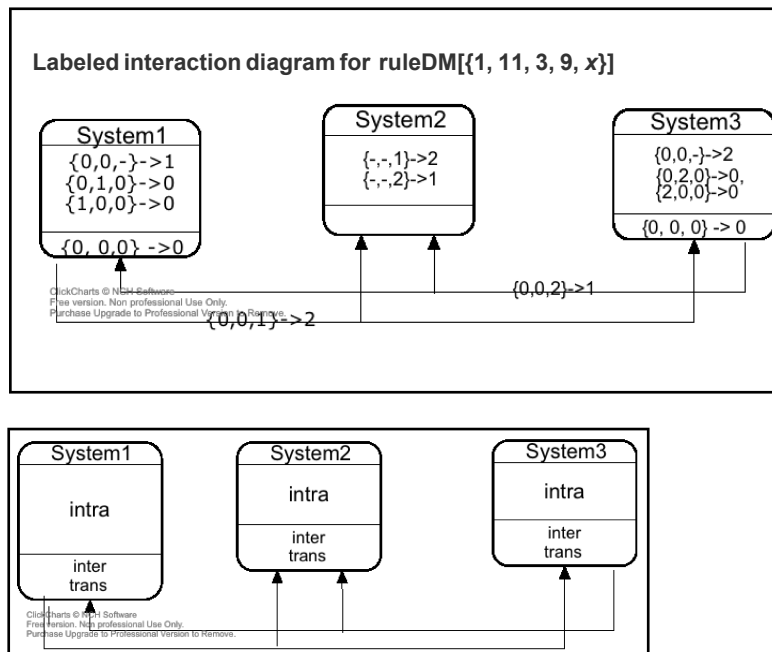 Labeled interaction diagram for ruleDM[{1, 11, 3, 9, x}]
System1
{0,0,-}->1
{0,1,0}->0
{1,0,0}->0
{0, 0,0} ->0
System2
{-,-,1}->2
{-,-,2}->1
System3
{0,0,-}->2
{0,2,0}->0,
{2,0,0}->0
{0, 0, 0} -> 0
{0,0,2}->1
ClickCharts © NCH Software
Free version. Non professional Use Only.
Purchase Upgrade to Professional Version to Remove.
{0,0,1}->2
System1
intra
inter
trans
System2
intra
inter
trans
System3
intra
inter
trans
ClickCharts © NCH Software
Free version. Non professional Use Only.
Purchase Upgrade to Professional Version to Remove.